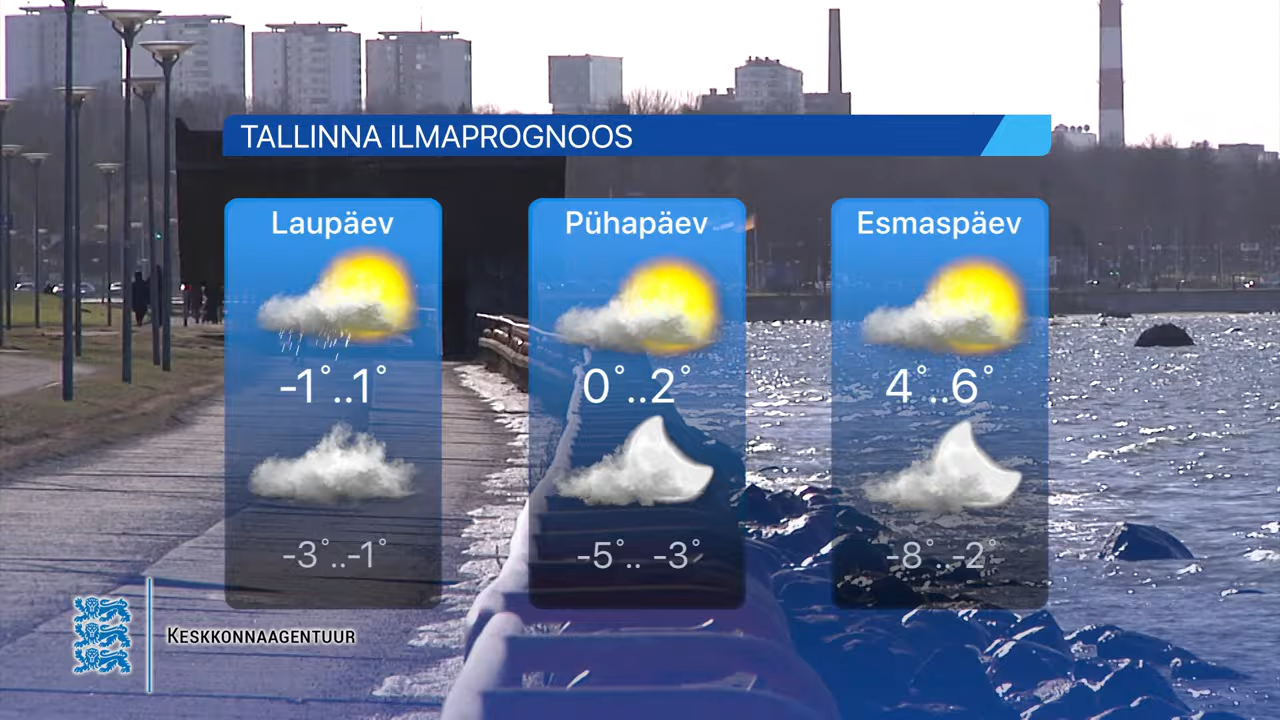 TALLINNA ILMAPROGNOOS
Laupäev
-1°..1°
-3°..-1°
Pühapäev
0°..2°
-5°.. -3°
Esmaspäev
4°..6°
-8°..-2°
KESKKONNAAGENTUUR